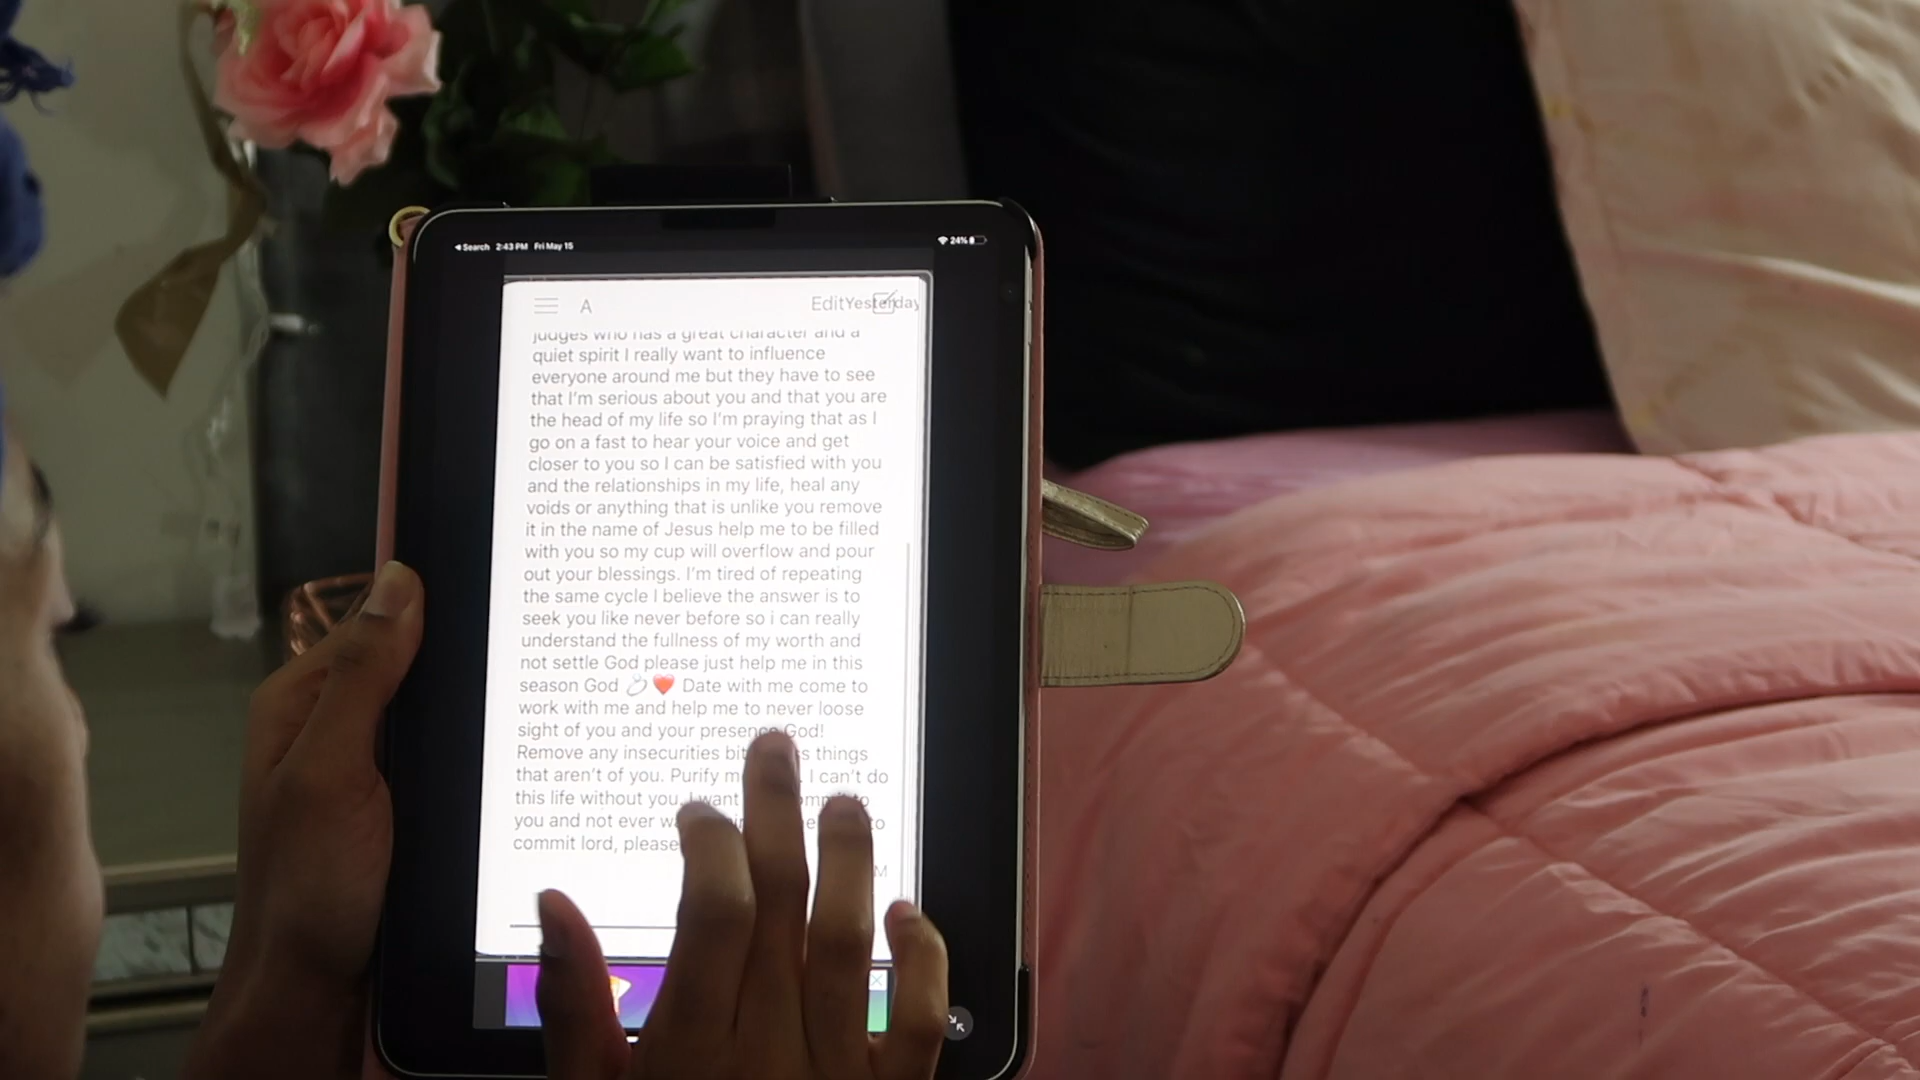 Search 2:43 PM Fri May 15
24%
A
Edit Yesterday
judges who has a great character and a
quiet spirit I really want to influence
everyone around me but they have to see
that I'm serious about you and that you are
the head of my life so I'm praying that as I
go on a fast to hear your voice and get
closer to you so I can be satisfied with you
and the relationships in my life, heal any
voids or anything that is unlike you remove
it in the name of Jesus help me to be filled
with you so my cup will overflow and pour
out your blessings. I'm tired of repeating
the same cycle I believe the answer is to
seek you like never before so i can really
understand the fullness of my worth and
not settle God please just help me in this
season God 💍❤️ Date with me come to
work with me and help me to never loose
sight of you and your presence God!
Remove any insecurities things
that aren't of you. Purify I can't do
this life without you. I want to
you and not ever to
commit lord, please
M